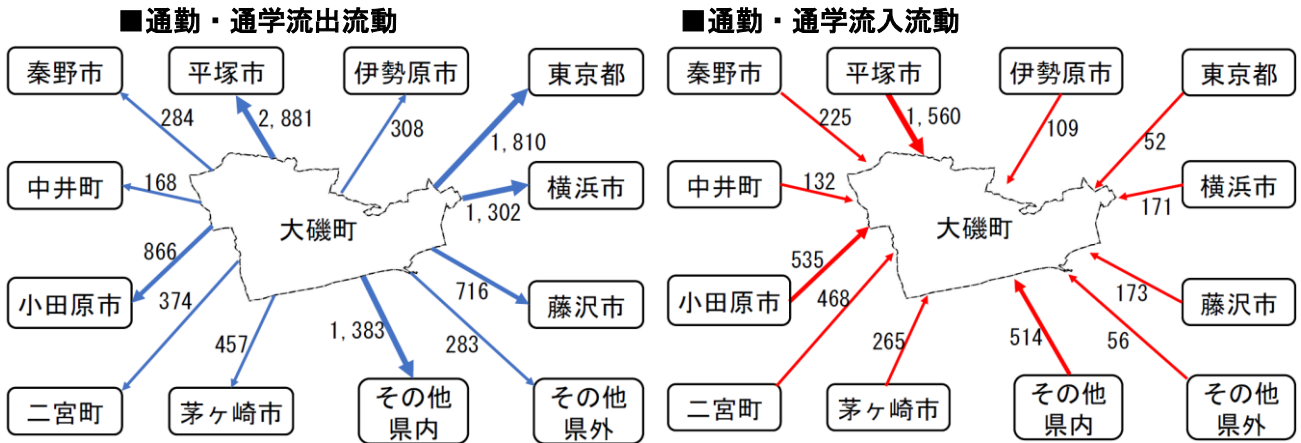 ■通勤・通学流出流動
秦野市
平塚市
伊勢原市
東京都
284
2,881
308
1,810
中井町
168
横浜市
1,302
大磯町
866
小田原市
374
716
藤沢市
457
1,383
283
二宮町
茅ヶ崎市
その他
県内
その他
県外
■通勤・通学流入流動
秦野市
平塚市
伊勢原市
東京都
225
1,560
109
52
中井町
132
横浜市
171
大磯町
535
小田原市
468
173
藤沢市
265
514
56
二宮町
茅ヶ崎市
その他
県内
その他
県外